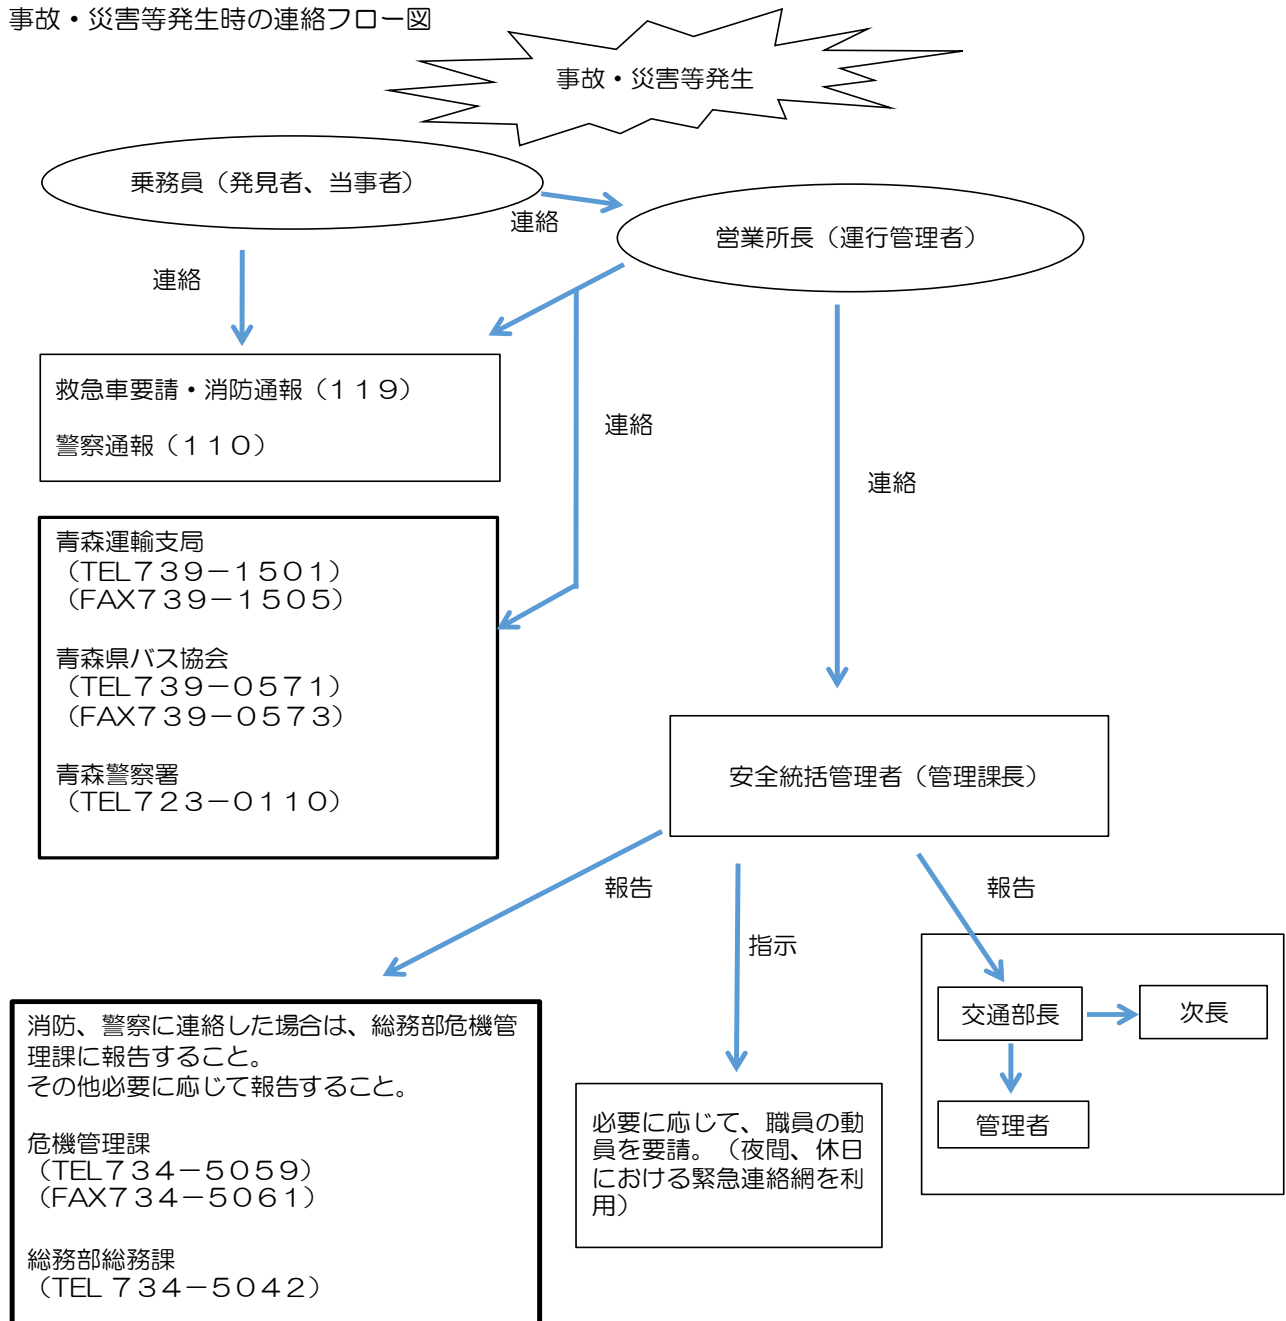 事故・災害等発生時の連絡フロー図
事故・災害等発生
乗務員（発見者、当事者）
連絡
営業所長（運行管理者）
連絡
救急車要請・消防通報（１１９）
警察通報（１１０）
連絡
連絡
青森運輸支局
（TEL７３９－１５０１）
（FAX７３９－１５０５）
青森県バス協会
（TEL７３９－０５７１）
（FAX７３９－０５７３）
青森警察署
（TEL７２３－０１１０）
安全統括管理者（管理課長）
報告
指示
報告
交通部長
次長
管理者
消防、警察に連絡した場合は、総務部危機管
理課に報告すること。
その他必要に応じて報告すること。
危機管理課
（TEL７３４－５０５９）
（FAX７３４－５０６１）
総務部総務課
（TEL ７３４－５０４２）
必要に応じて、職員の動
員を要請。（夜間、休日
における緊急連絡網を利
用）